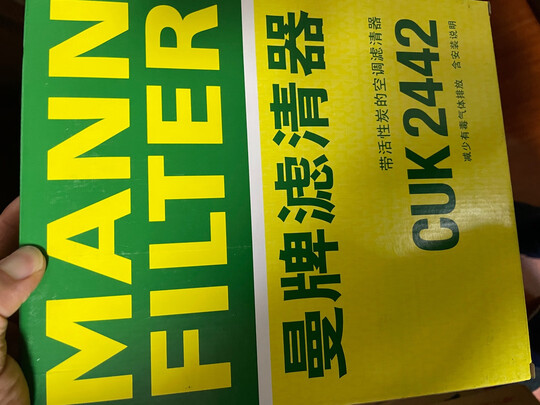 MANN
FILTER
曼牌滤清器
带活性炭的空调滤清器
CUK 2442
减少有毒气体排放 含安装说明